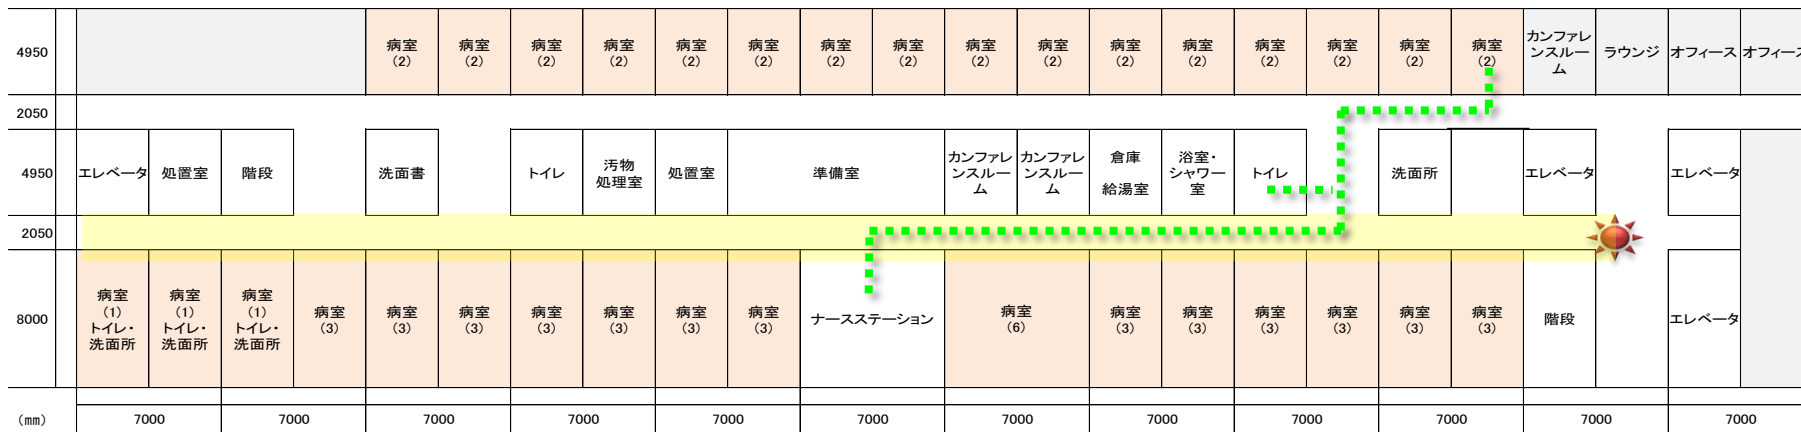 4950
病室
(2)
病室
(2)
病室
(2)
病室
(2)
病室
(2)
病室
(2)
病室
(2)
病室
(2)
病室
(2)
病室
(2)
病室
(2)
病室
(2)
病室
(2)
病室
(2)
病室
(2)
病室
(2)
カンファレ
ンスルー
ム
ラウンジ
オフィース
オフィース
2050
4950
エレベータ
処置室
階段
洗面書
トイレ
汚物
処理室
処置室
準備室
カンファレ
ンスルー
ム
カンファレ
ンスルー
ム
倉庫
給湯室
浴室・
シャワー
室
トイレ
洗面所
エレベータ
エレベータ
2050
8000
病室
(1)
トイレ・
洗面所
病室
(1)
トイレ・
洗面所
病室
(1)
トイレ・
洗面所
病室
(3)
病室
(3)
病室
(3)
病室
(3)
病室
(3)
病室
(3)
病室
(3)
ナースステーション
病室
(6)
病室
(3)
病室
(3)
病室
(3)
病室
(3)
病室
(3)
病室
(3)
階段
エレベータ
(mm)
7000
7000
7000
7000
7000
7000
7000
7000
7000
7000
7000
7000